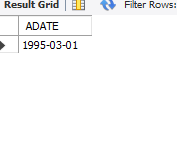 Result Grid Filter Rows:
ADATE
1995-03-01